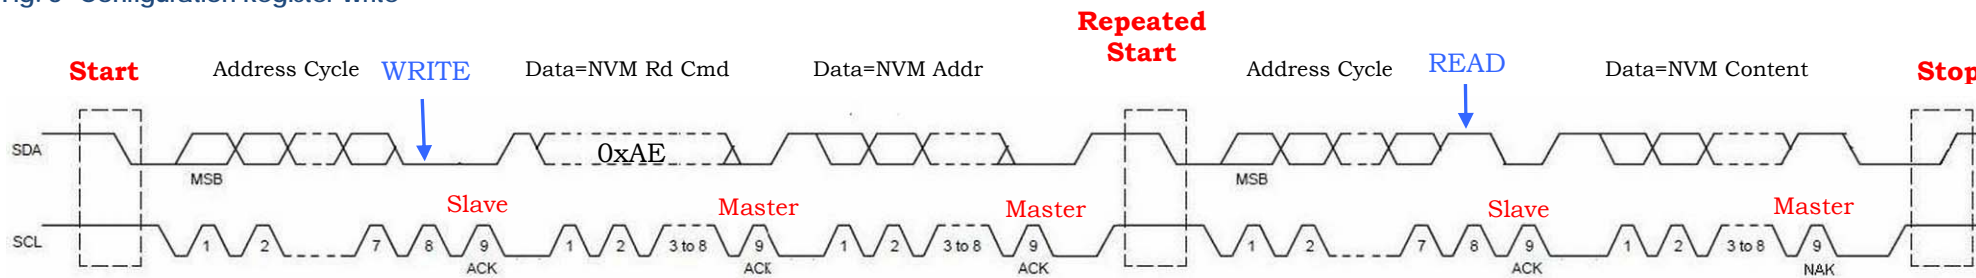 Repeated
Start
Start Address Cycle WRITE Data=NVM Rd Cmd Data=NVM Addr Address Cycle READ Data=NVM Content Stop
SDA 0xAE
MSB MSB
Slave Master Master Slave Master
SCL 1 2 7 8 9 1 2 3 to 8 9 1 2 3 to 8 9 1 2 7 8 9 1 2 3 to 8 9
ACK ACK ACK ACK NAK